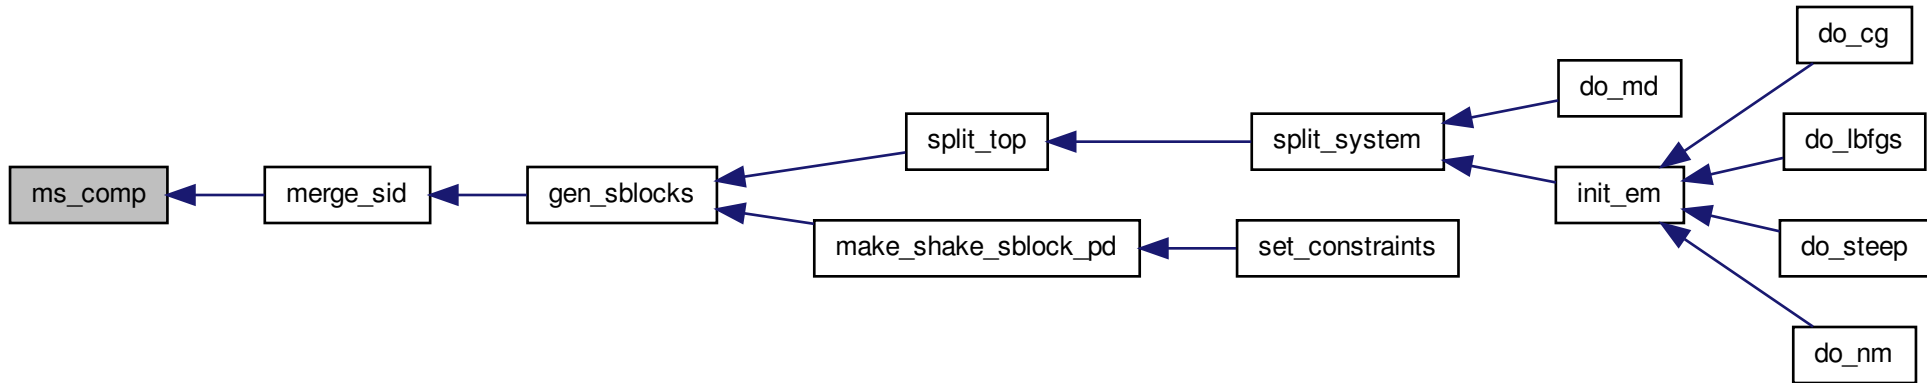 do_cg
do_md
split_top
split_system
do_lbfgs
ms_comp
merge_sid
gen_sblocks
init_em
make_shake_sblock_pd
set_constraints
do_steep
do_nm